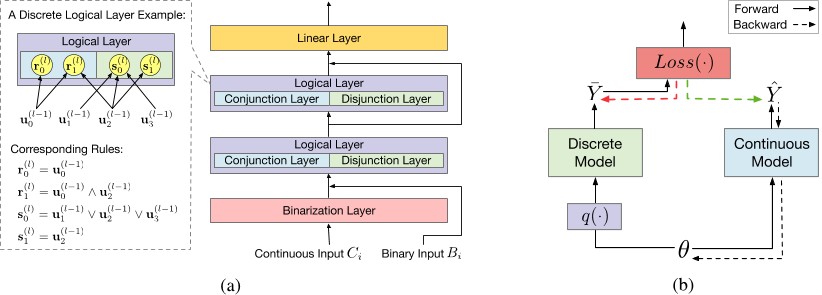 A Discrete Logical Layer Example:
Logical Layer
r₀⁽ˡ⁾ r₁⁽ˡ⁾ s₀⁽ˡ⁾ s₁⁽ˡ⁾
u₀⁽ˡ⁻¹⁾ u₁⁽ˡ⁻¹⁾ u₂⁽ˡ⁻¹⁾ u₃⁽ˡ⁻¹⁾
Corresponding Rules:
r₀⁽ˡ⁾ = u₀⁽ˡ⁻¹⁾
r₁⁽ˡ⁾ = u₀⁽ˡ⁻¹⁾ ∧ u₂⁽ˡ⁻¹⁾
s₀⁽ˡ⁾ = u₁⁽ˡ⁻¹⁾ ∨ u₂⁽ˡ⁻¹⁾ ∨ u₃⁽ˡ⁻¹⁾
s₁⁽ˡ⁾ = u₂⁽ˡ⁻¹⁾
Linear Layer
Logical Layer
Conjunction Layer Disjunction Layer
Logical Layer
Conjunction Layer Disjunction Layer
Binarization Layer
Continuous Input Cᵢ Binary Input Bᵢ
(a)
Forward
Backward
Loss(·)
Ȳ Ŷ
Discrete
Model
Continuous
Model
q(·)
θ
(b)